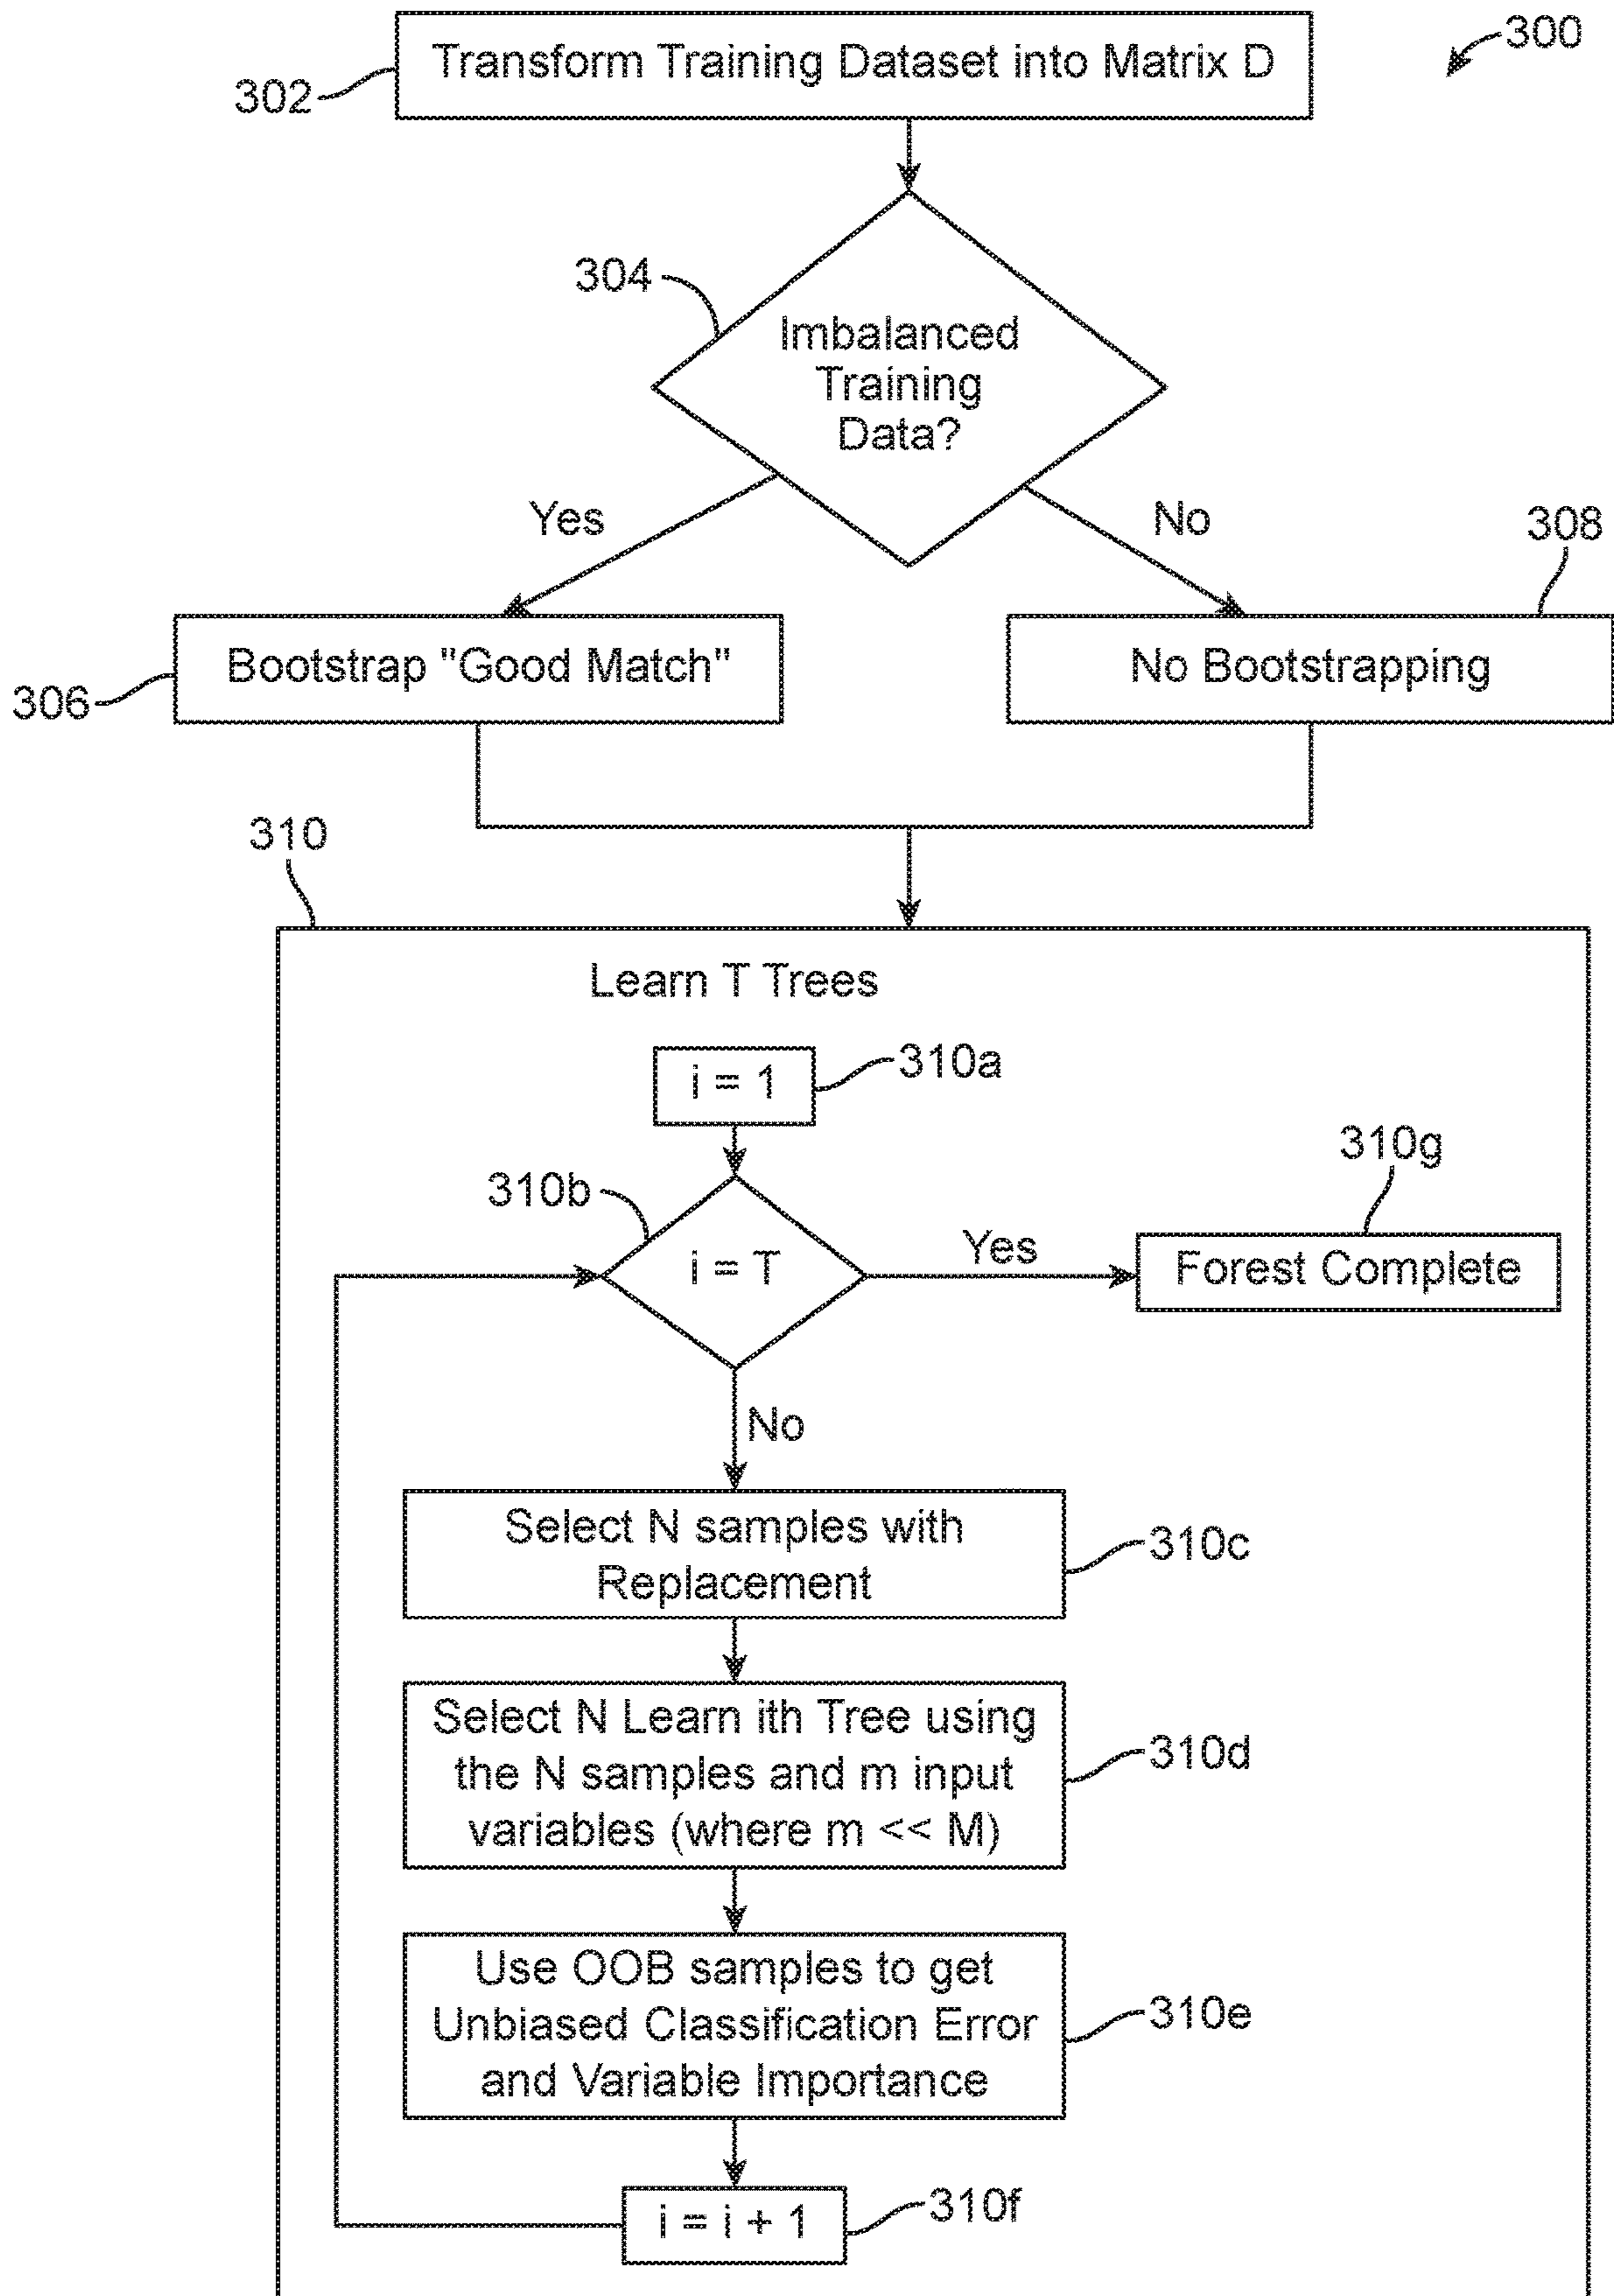 300
Transform Training Dataset into Matrix D
302
304
Imbalanced
Training
Data?
Yes
No
308
Bootstrap "Good Match"
No Bootstrapping
306
310
Learn T Trees
i = 1
310a
310b
310g
i = T
Yes
Forest Complete
No
Select N samples with
Replacement
310c
Select N Learn ith Tree using
the N samples and m input
variables (where m << M)
310d
Use OOB samples to get
Unbiased Classification Error
and Variable Importance
310e
i = i + 1
310f